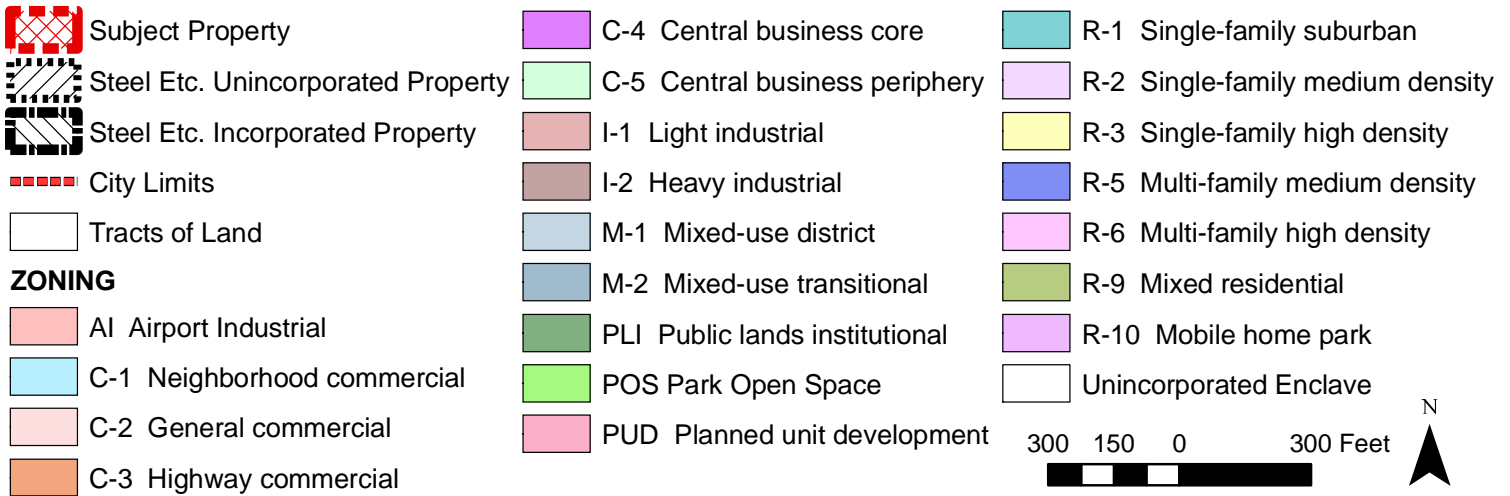 Subject Property
Steel Etc. Unincorporated Property
Steel Etc. Incorporated Property
City Limits
Tracts of Land
ZONING
AI Airport Industrial
C-1 Neighborhood commercial
C-2 General commercial
C-3 Highway commercial
C-4 Central business core
C-5 Central business periphery
I-1 Light industrial
I-2 Heavy industrial
M-1 Mixed-use district
M-2 Mixed-use transitional
PLI Public lands institutional
POS Park Open Space
PUD Planned unit development
R-1 Single-family suburban
R-2 Single-family medium density
R-3 Single-family high density
R-5 Multi-family medium density
R-6 Multi-family high density
R-9 Mixed residential
R-10 Mobile home park
Unincorporated Enclave
300 150 0 300 Feet
N